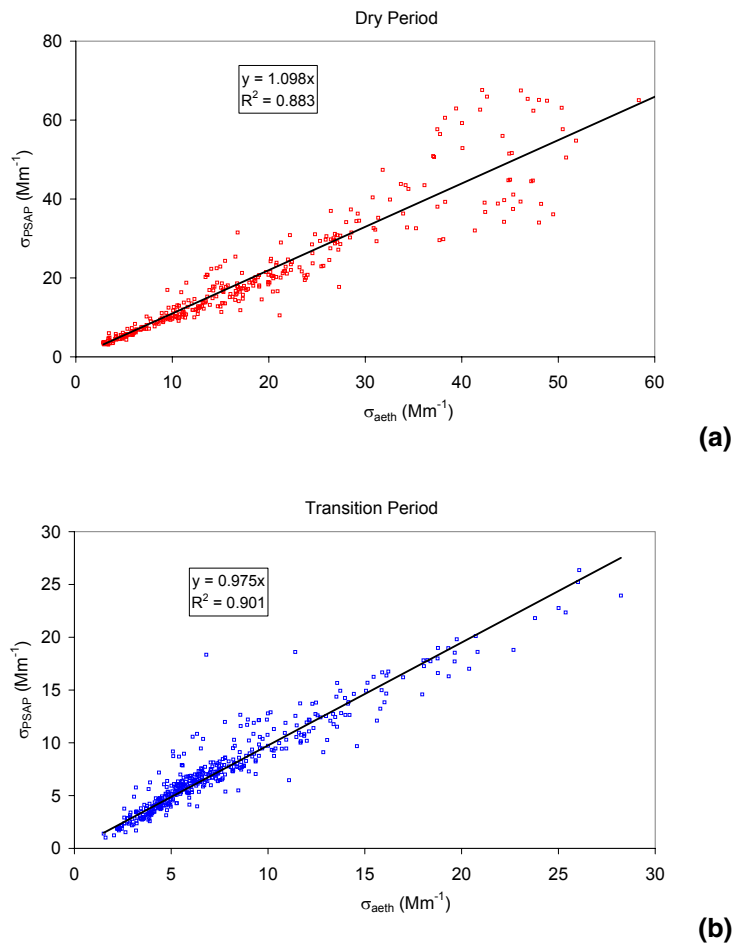 Dry Period
80
y = 1.098x
R² = 0.883
60
σPSAP (Mm⁻¹)
40
20
0
0 10 20 30 40 50 60
σaeth (Mm⁻¹)
(a)
Transition Period
30
y = 0.975x
R² = 0.901
25
20
σPSAP (Mm⁻¹)
15
10
5
0
0 5 10 15 20 25 30
σaeth (Mm⁻¹)
(b)